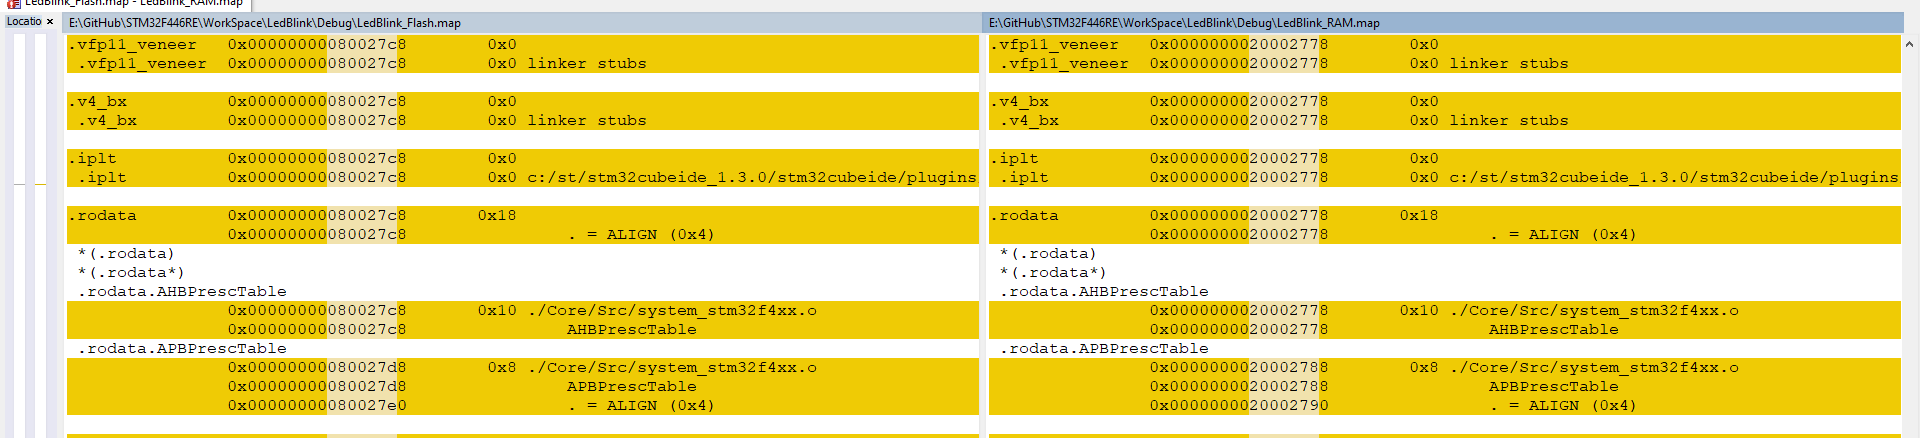 LedBlink_Flash.map - LedBlink_RAM.map
Locatio ×
E:\GitHub\STM32F446RE\WorkSpace\LedBlink\Debug\LedBlink_Flash.map
.vfp11_veneer 0x00000000080027c8 0x0
.vfp11_veneer 0x00000000080027c8 0x0 linker stubs
.v4_bx 0x00000000080027c8 0x0
.v4_bx 0x00000000080027c8 0x0 linker stubs
.iplt 0x00000000080027c8 0x0
.iplt 0x00000000080027c8 0x0 c:/st/stm32cubeide_1.3.0/stm32cubeide/plugins
.rodata 0x00000000080027c8 0x18
0x00000000080027c8 . = ALIGN (0x4)
*(.rodata)
*(.rodata*)
.rodata.AHBPrescTable
0x00000000080027c8 0x10 ./Core/Src/system_stm32f4xx.o
0x00000000080027c8 AHBPrescTable
.rodata.APBPrescTable
0x00000000080027d8 0x8 ./Core/Src/system_stm32f4xx.o
0x00000000080027d8 APBPrescTable
0x00000000080027e0 . = ALIGN (0x4)
E:\GitHub\STM32F446RE\WorkSpace\LedBlink\Debug\LedBlink_RAM.map
.vfp11_veneer 0x0000000020002778 0x0
.vfp11_veneer 0x0000000020002778 0x0 linker stubs
.v4_bx 0x0000000020002778 0x0
.v4_bx 0x0000000020002778 0x0 linker stubs
.iplt 0x0000000020002778 0x0
.iplt 0x0000000020002778 0x0 c:/st/stm32cubeide_1.3.0/stm32cubeide/plugins
.rodata 0x0000000020002778 0x18
0x0000000020002778 . = ALIGN (0x4)
*(.rodata)
*(.rodata*)
.rodata.AHBPrescTable
0x0000000020002778 0x10 ./Core/Src/system_stm32f4xx.o
0x0000000020002778 AHBPrescTable
.rodata.APBPrescTable
0x0000000020002788 0x8 ./Core/Src/system_stm32f4xx.o
0x0000000020002788 APBPrescTable
0x0000000020002790 . = ALIGN (0x4)